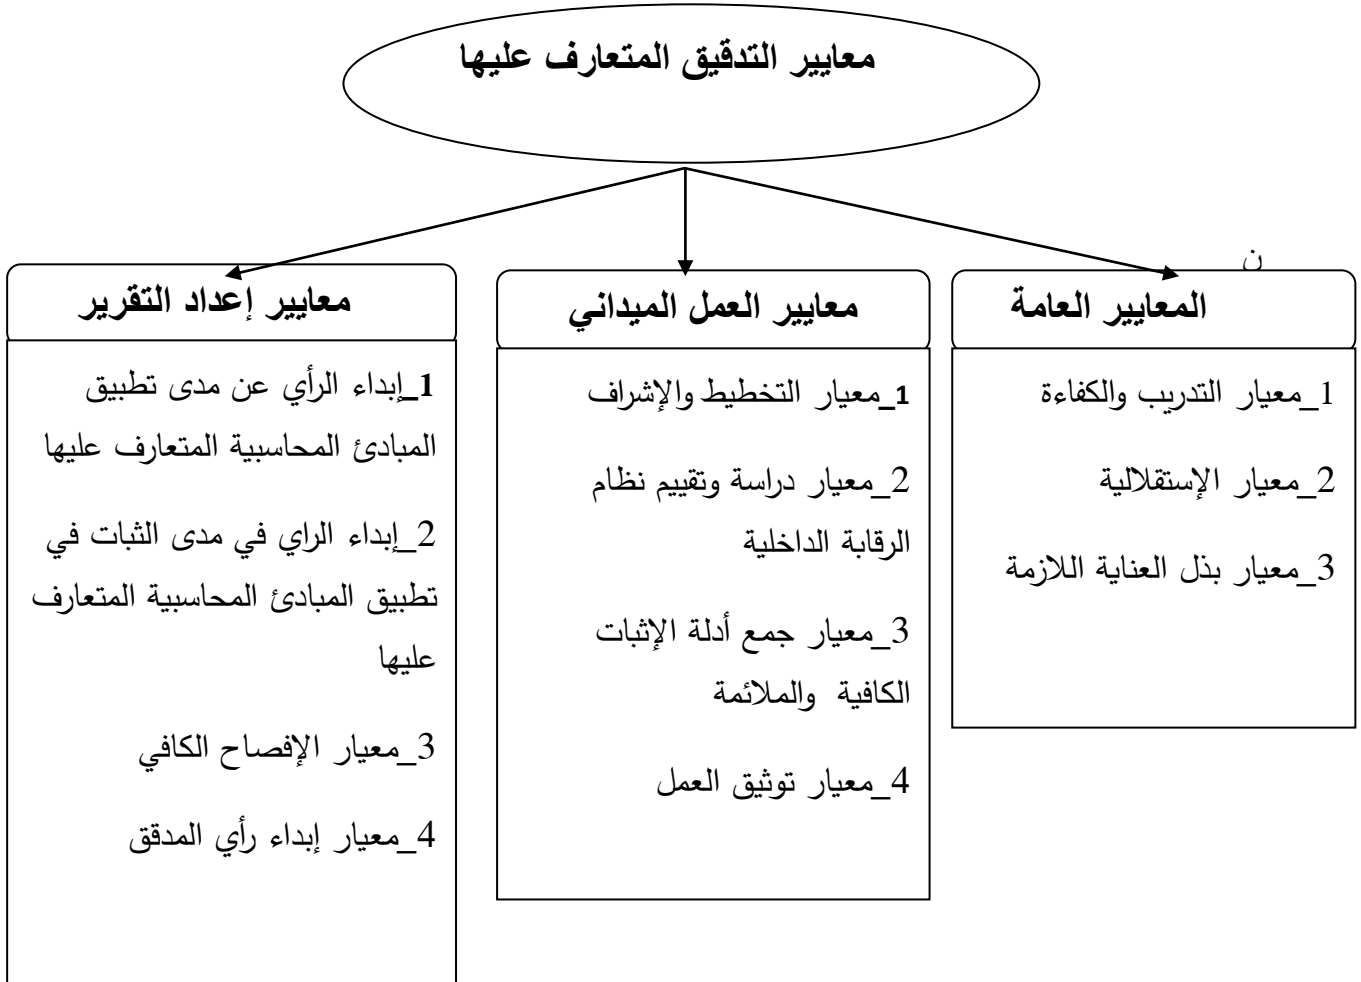 معايير التدقيق المتعارف عليها
ن
المعايير العامة
1_معيار التدريب والكفاءة
2_معيار الإستقلالية
3_معيار بذل العناية اللازمة
معايير العمل الميداني
1_معيار التخطيط والإشراف
2_معيار دراسة وتقييم نظام
الرقابة الداخلية
3_معيار جمع أدلة الإثبات
الكافية والملائمة
4_معيار توثيق العمل
معايير إعداد التقرير
1_إبداء الرأي عن مدى تطبيق
المبادئ المحاسبية المتعارف عليها
2_إبداء الراي في مدى الثبات في
تطبيق المبادئ المحاسبية المتعارف
عليها
3_معيار الإفصاح الكافي
4_معيار إبداء رأي المدقق